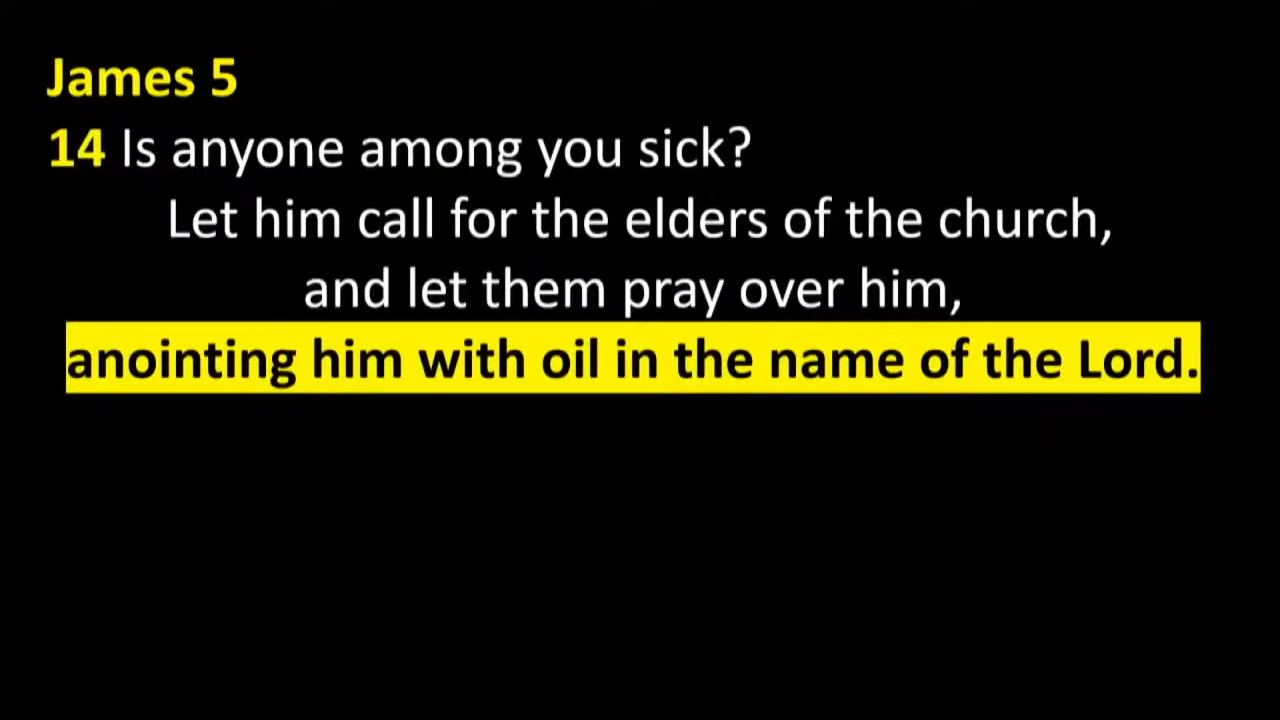 James 5
14 Is anyone among you sick?
Let him call for the elders of the church,
and let them pray over him,
anointing him with oil in the name of the Lord.